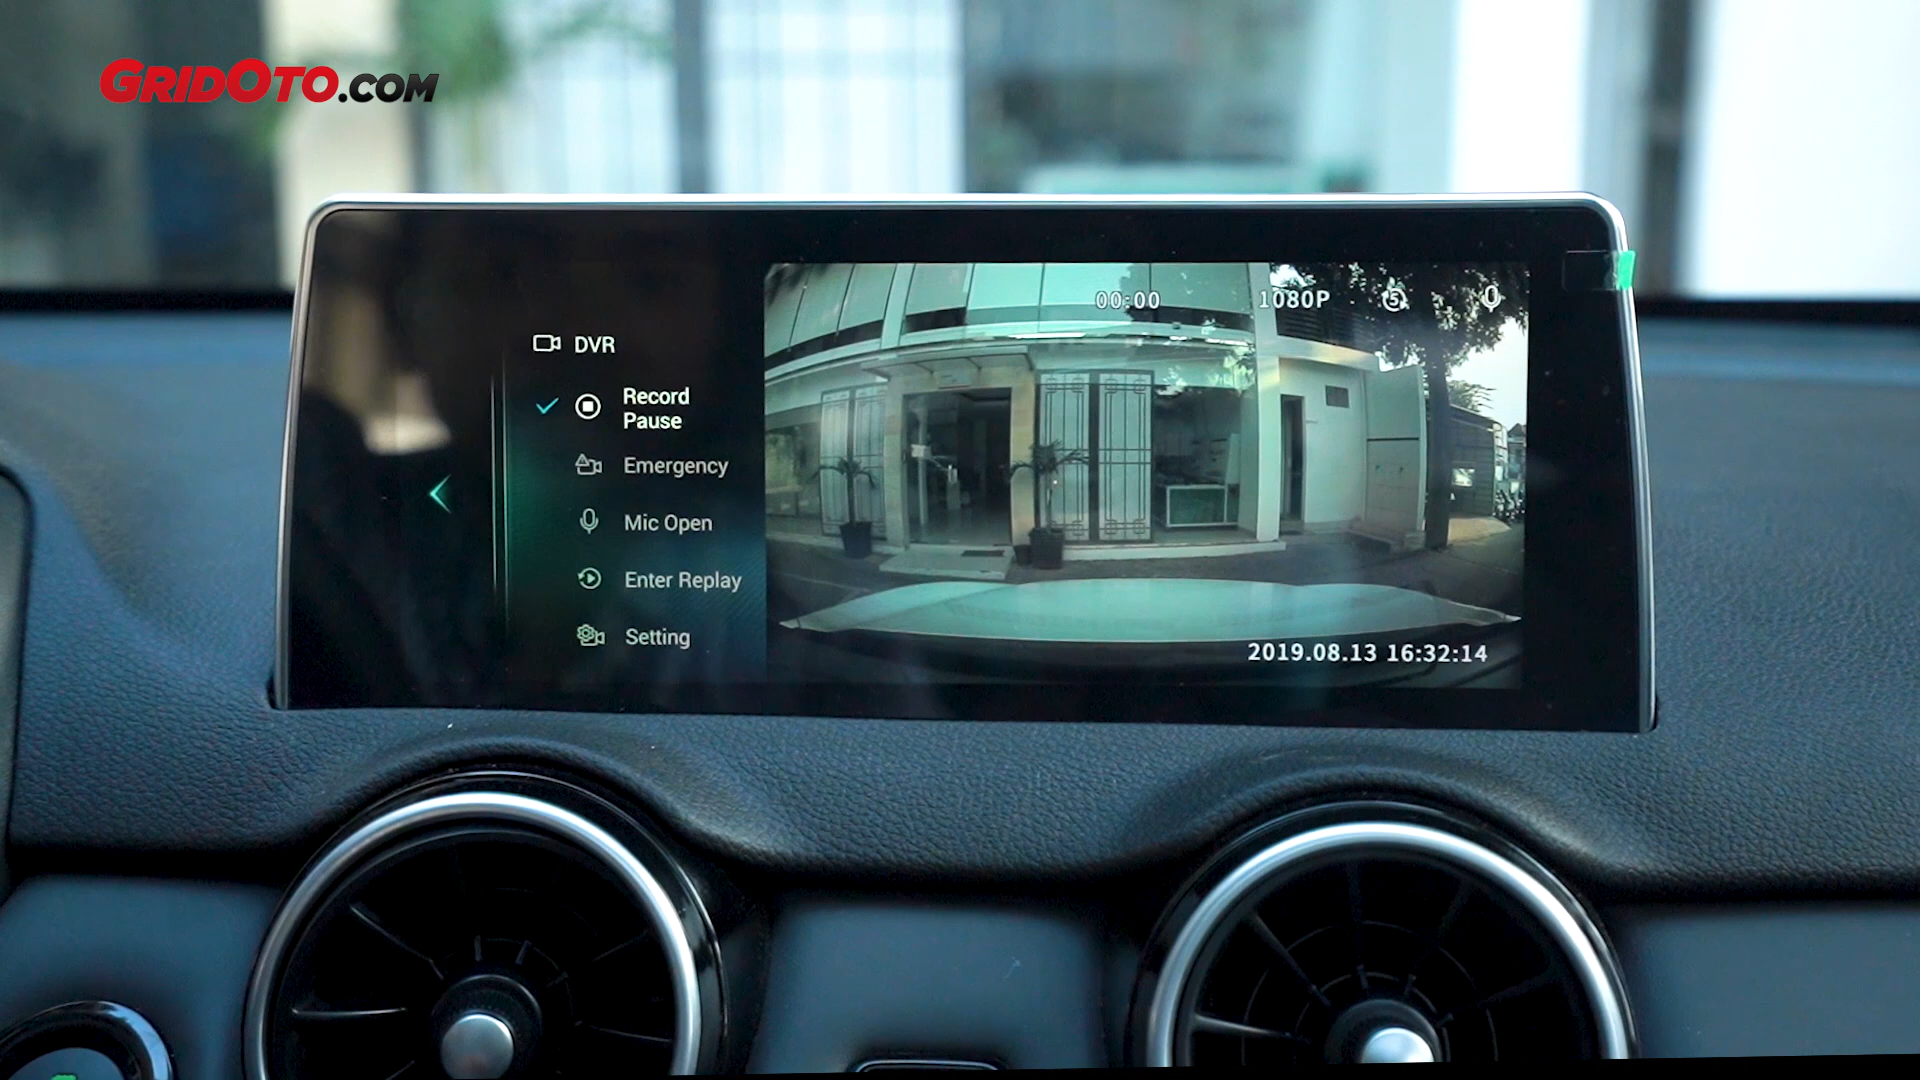 GRIDOTO.COM
00:00 1080P 5
DVR
Record
Pause
Emergency
Mic Open
Enter Replay
Setting
2019.08.13 16:32:14